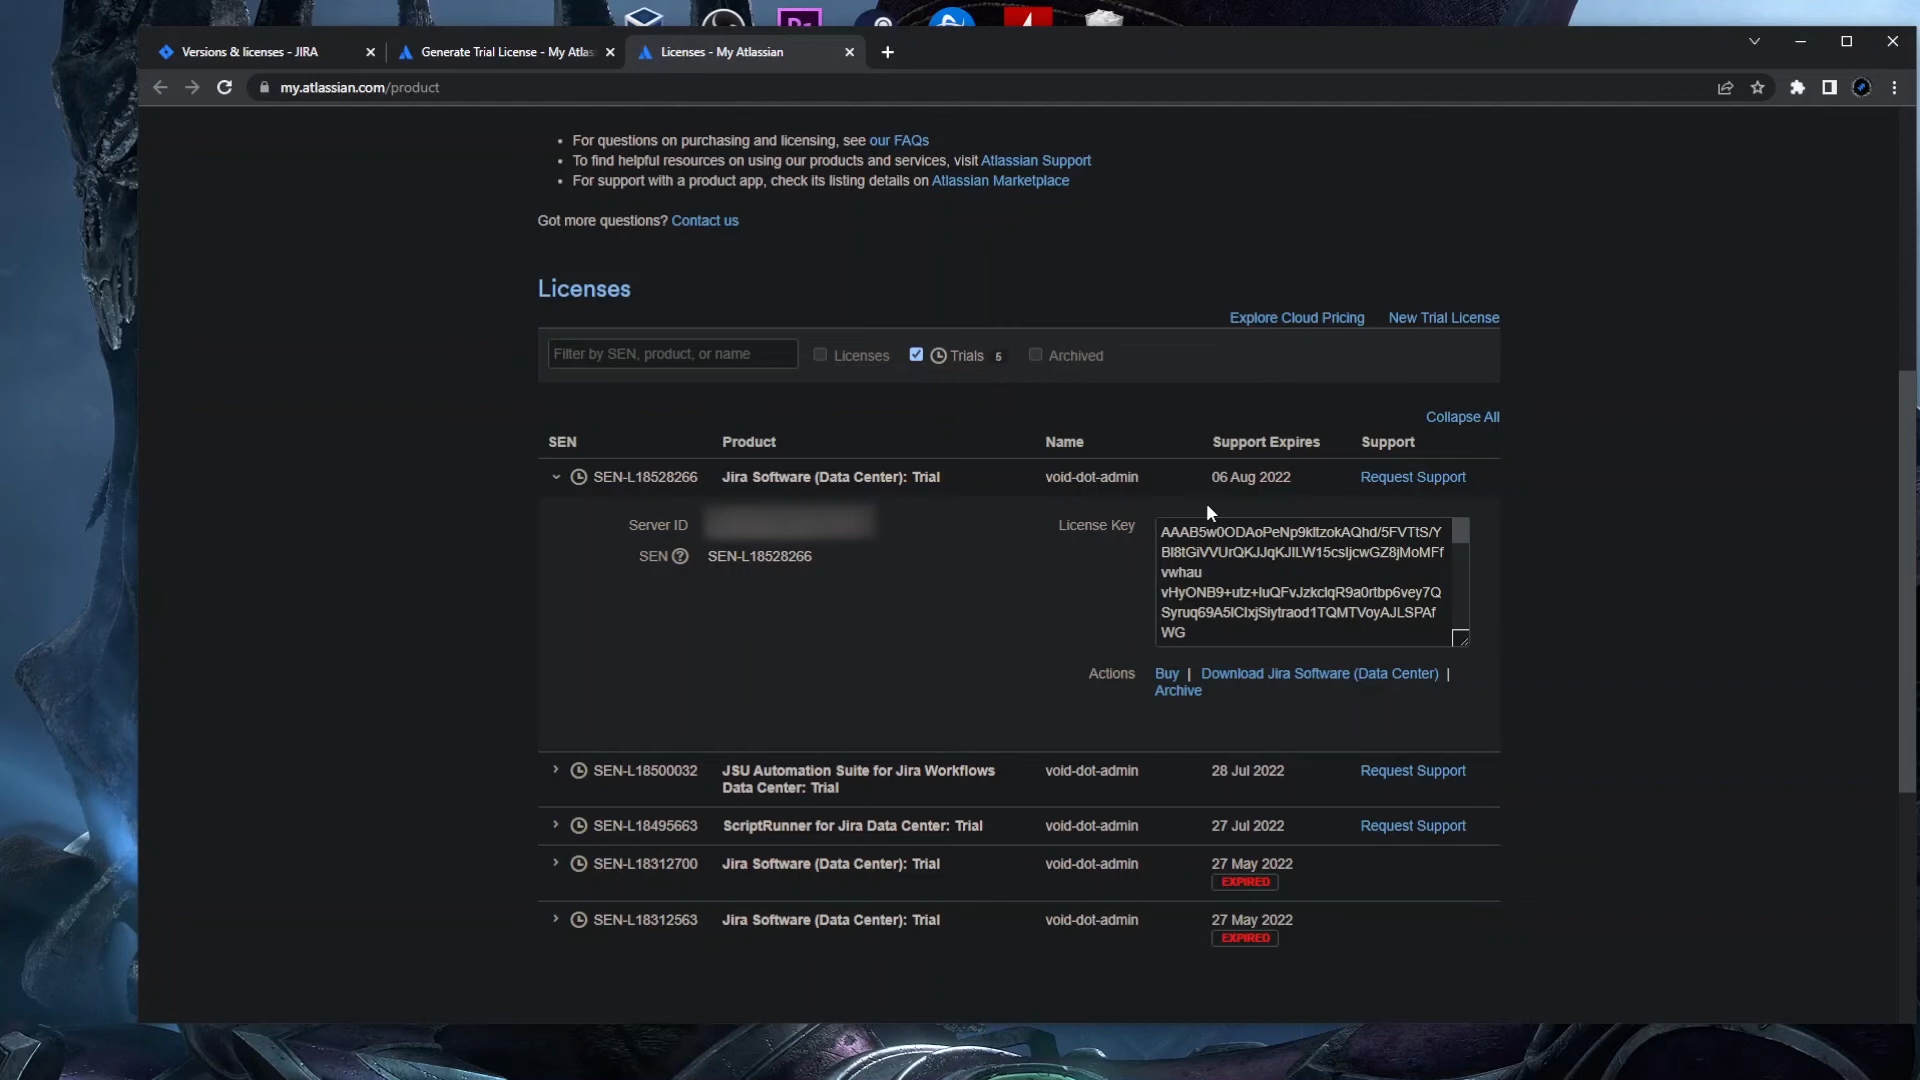 Versions & licenses - JIRA
Generate Trial License - My Atlas
Licenses - My Atlassian
my.atlassian.com/product
For questions on purchasing and licensing, see our FAQs
To find helpful resources on using our products and services, visit Atlassian Support
For support with a product app, check its listing details on Atlassian Marketplace
Got more questions? Contact us
Licenses
Explore Cloud Pricing New Trial License
Filter by SEN, product, or name Licenses Trials 5 Archived
Collapse All
SEN Product Name Support Expires Support
SEN-L18528266 Jira Software (Data Center): Trial void-dot-admin 06 Aug 2022 Request Support
Server ID License Key
SEN SEN-L18528266
AAAB5w0ODAoPeNp9kltzokAQhd/5FVTtS/Y
BI8tGiVVUrQKJJqKJILW15csljcwGZ8jMoMFf
vwhau
vHyONB9+utz+IuQFvJzkclqR9a0rtbp6vey7Q
Syruq69A5lCIxjSiytraod1TQMTVoyAJLSPAf
WG
Actions Buy | Download Jira Software (Data Center) |
Archive
SEN-L18500032 JSU Automation Suite for Jira Workflows void-dot-admin 28 Jul 2022 Request Support
Data Center: Trial
SEN-L18495663 ScriptRunner for Jira Data Center: Trial void-dot-admin 27 Jul 2022 Request Support
SEN-L18312700 Jira Software (Data Center): Trial void-dot-admin 27 May 2022
EXPIRED
SEN-L18312563 Jira Software (Data Center): Trial void-dot-admin 27 May 2022
EXPIRED